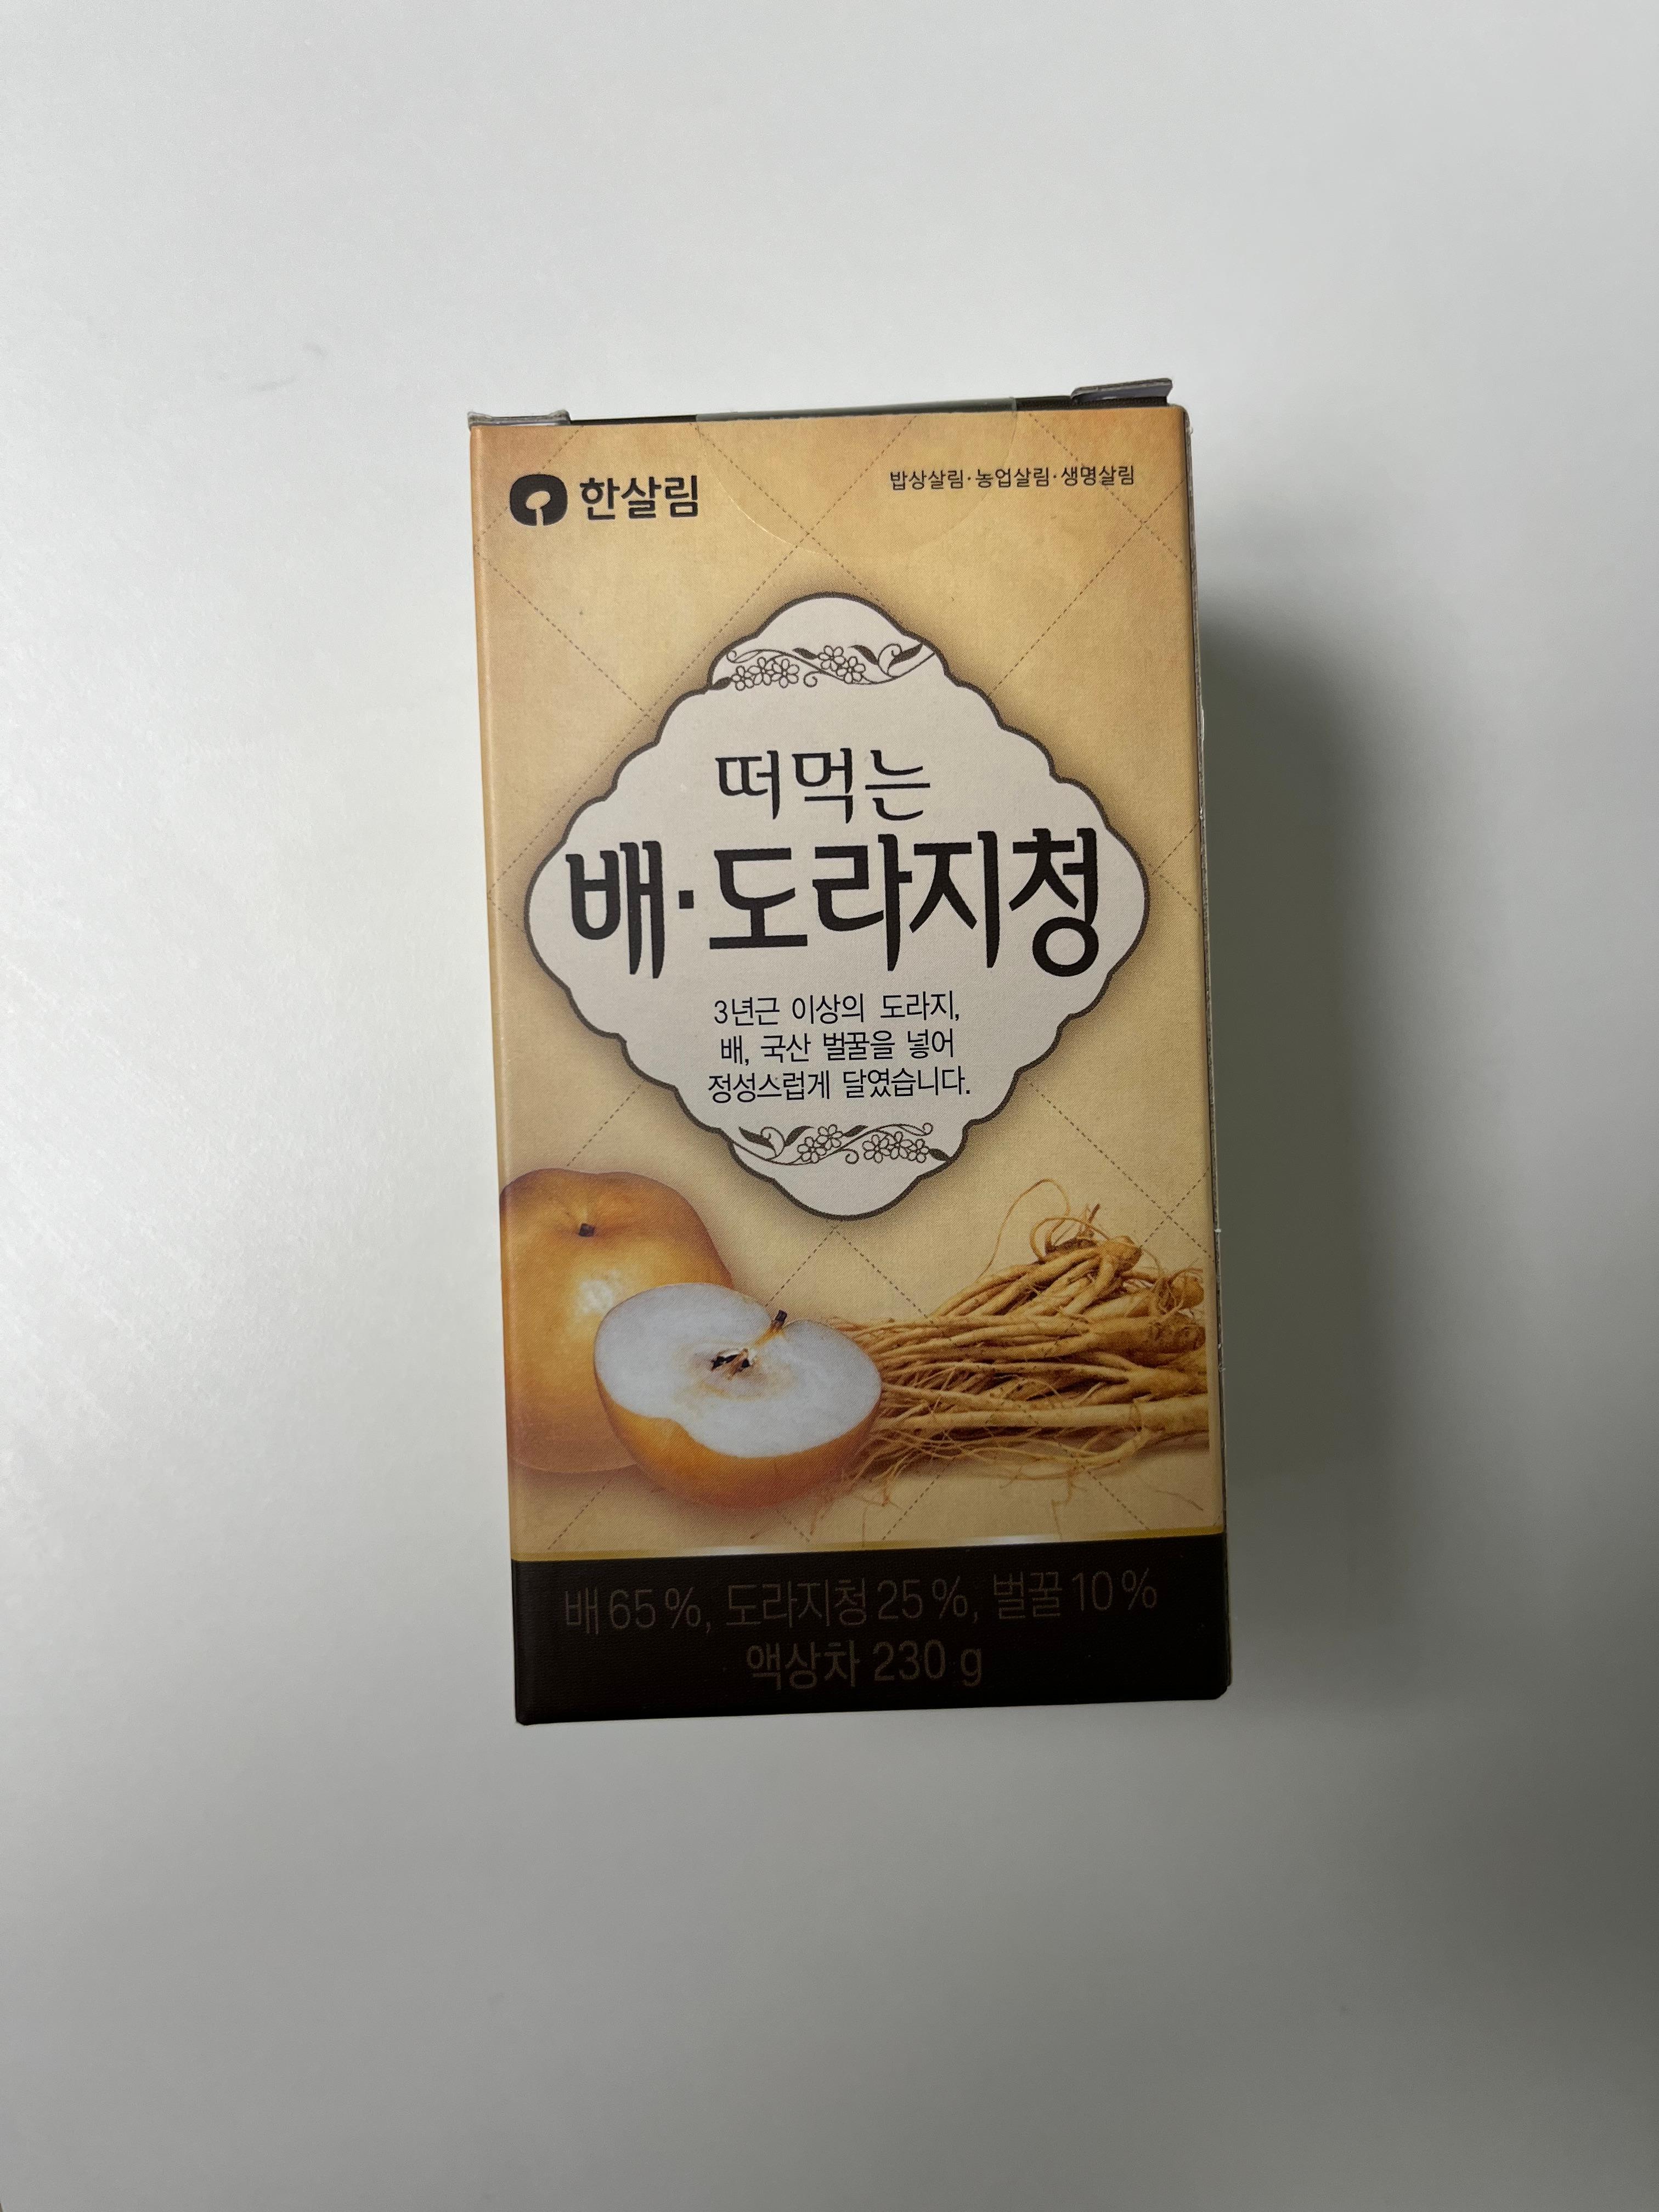 한살림
밥상살림·농업살림·생명살림
떠먹는
배·도라지청
3년근 이상의 도라지,
배, 국산 벌꿀을 넣어
정성스럽게 달였습니다.
배 65%, 도라지청 25%, 벌꿀 10%
액상차 230 g